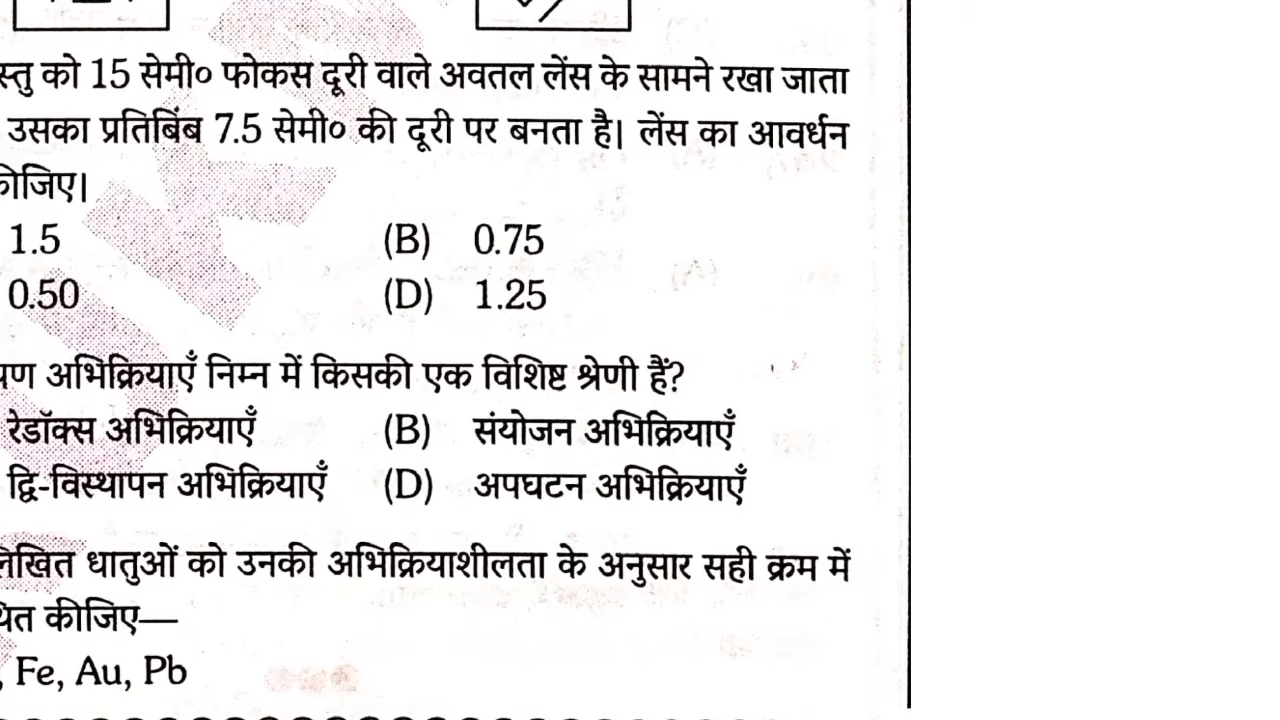 स्तु को 15 सेमी० फोकस दूरी वाले अवतल लेंस के सामने रखा जाता
उसका प्रतिबिंब 7.5 सेमी० की दूरी पर बनता है। लेंस का आवर्धन
कीजिए।
1.5 (B) 0.75
0.50 (D) 1.25
पण अभिक्रियाएँ निम्न में किसकी एक विशिष्ट श्रेणी हैं?
रेडॉक्स अभिक्रियाएँ (B) संयोजन अभिक्रियाएँ
द्वि-विस्थापन अभिक्रियाएँ (D) अपघटन अभिक्रियाएँ
लिखित धातुओं को उनकी अभिक्रियाशीलता के अनुसार सही क्रम में
थित कीजिए—
, Fe, Au, Pb